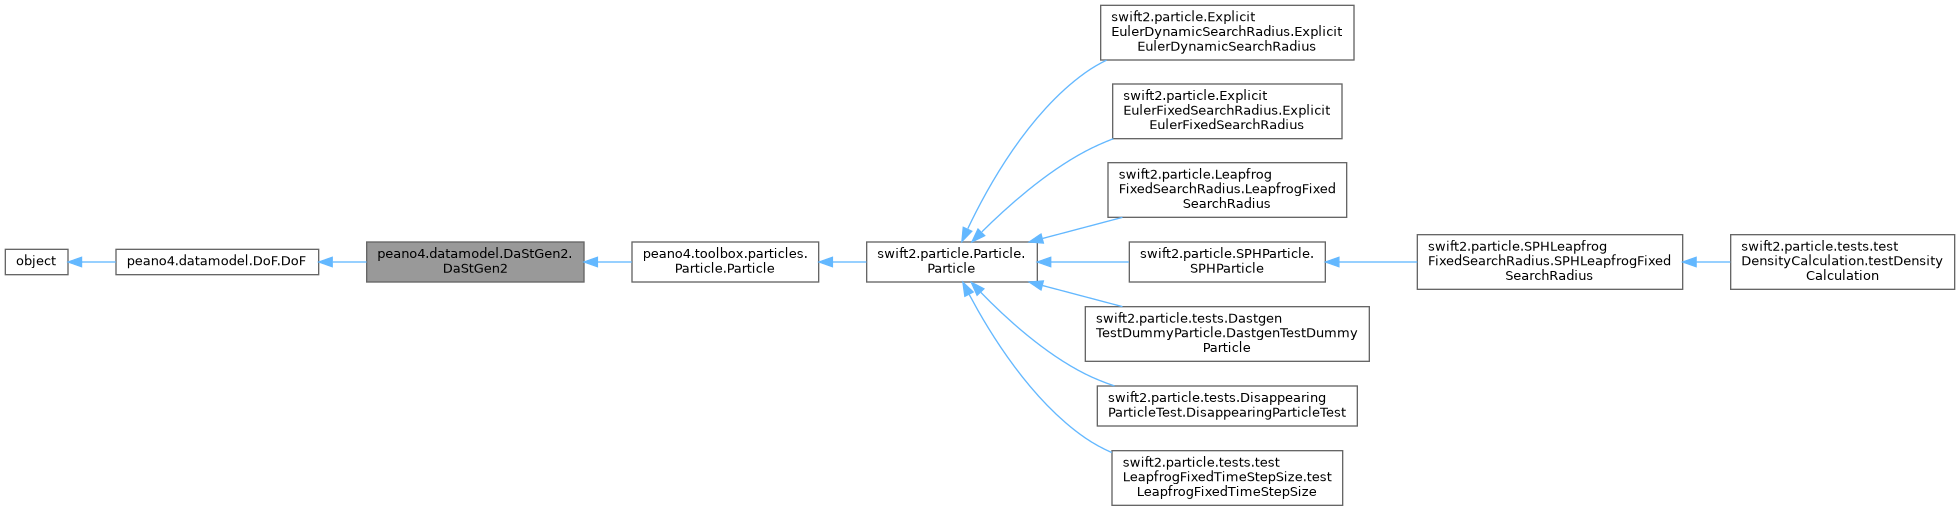 object
peano4.datamodel.DoF.DoF
peano4.datamodel.DaStGen2.
DaStGen2
peano4.toolbox.particles.
Particle.Particle
swift2.particle.Particle.
Particle
swift2.particle.Explicit
EulerDynamicSearchRadius.Explicit
EulerDynamicSearchRadius
swift2.particle.Explicit
EulerFixedSearchRadius.Explicit
EulerFixedSearchRadius
swift2.particle.Leapfrog
FixedSearchRadius.LeapfrogFixed
SearchRadius
swift2.particle.SPHParticle.
SPHParticle
swift2.particle.SPHLeapfrog
FixedSearchRadius.SPHLeapfrogFixed
SearchRadius
swift2.particle.tests.test
DensityCalculation.testDensity
Calculation
swift2.particle.tests.Dastgen
TestDummyParticle.DastgenTestDummy
Particle
swift2.particle.tests.Disappearing
ParticleTest.DisappearingParticleTest
swift2.particle.tests.test
LeapfrogFixedTimeStepSize.test
LeapfrogFixedTimeStepSize